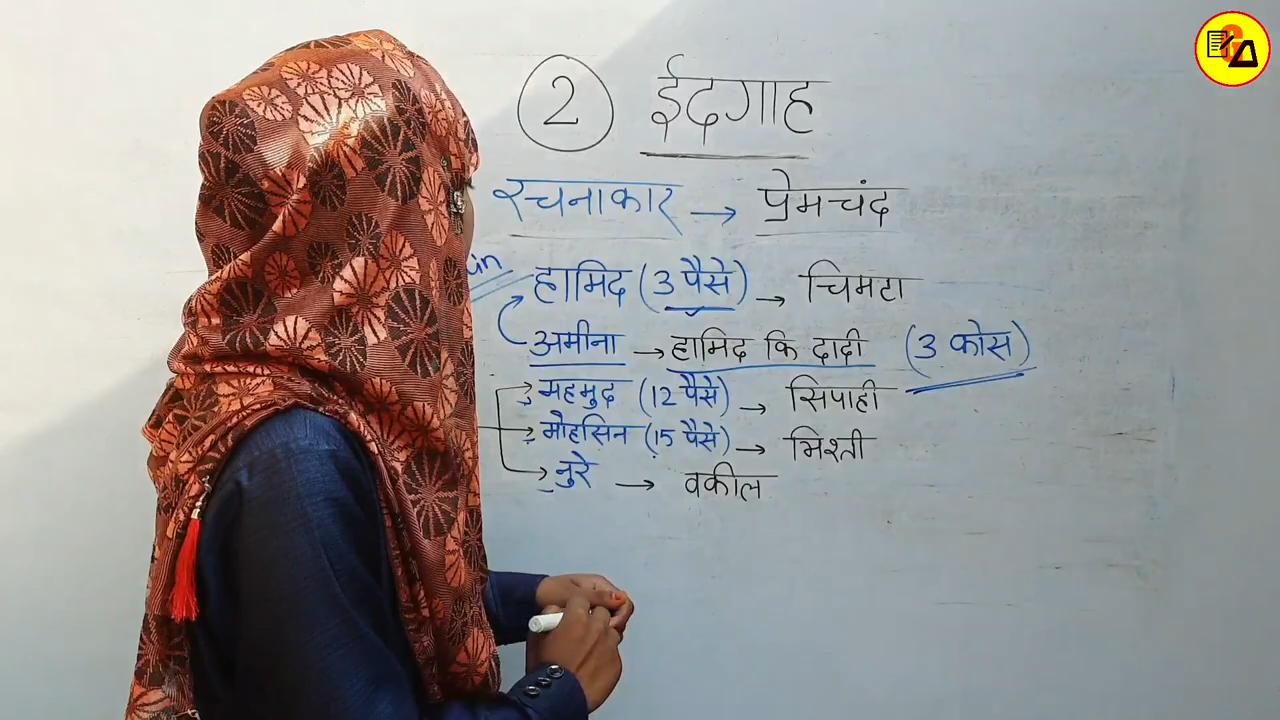 2 ईदगाह
रचनाकार → प्रेमचंद
हामिद (3 पैसे) → चिमटा
अमीना → हामिद कि दादी (3 कोस)
महमुद (12 पैसे) → सिपाही
मोहसिन (15 पैसे) → भिश्ती
नुरे → वकील